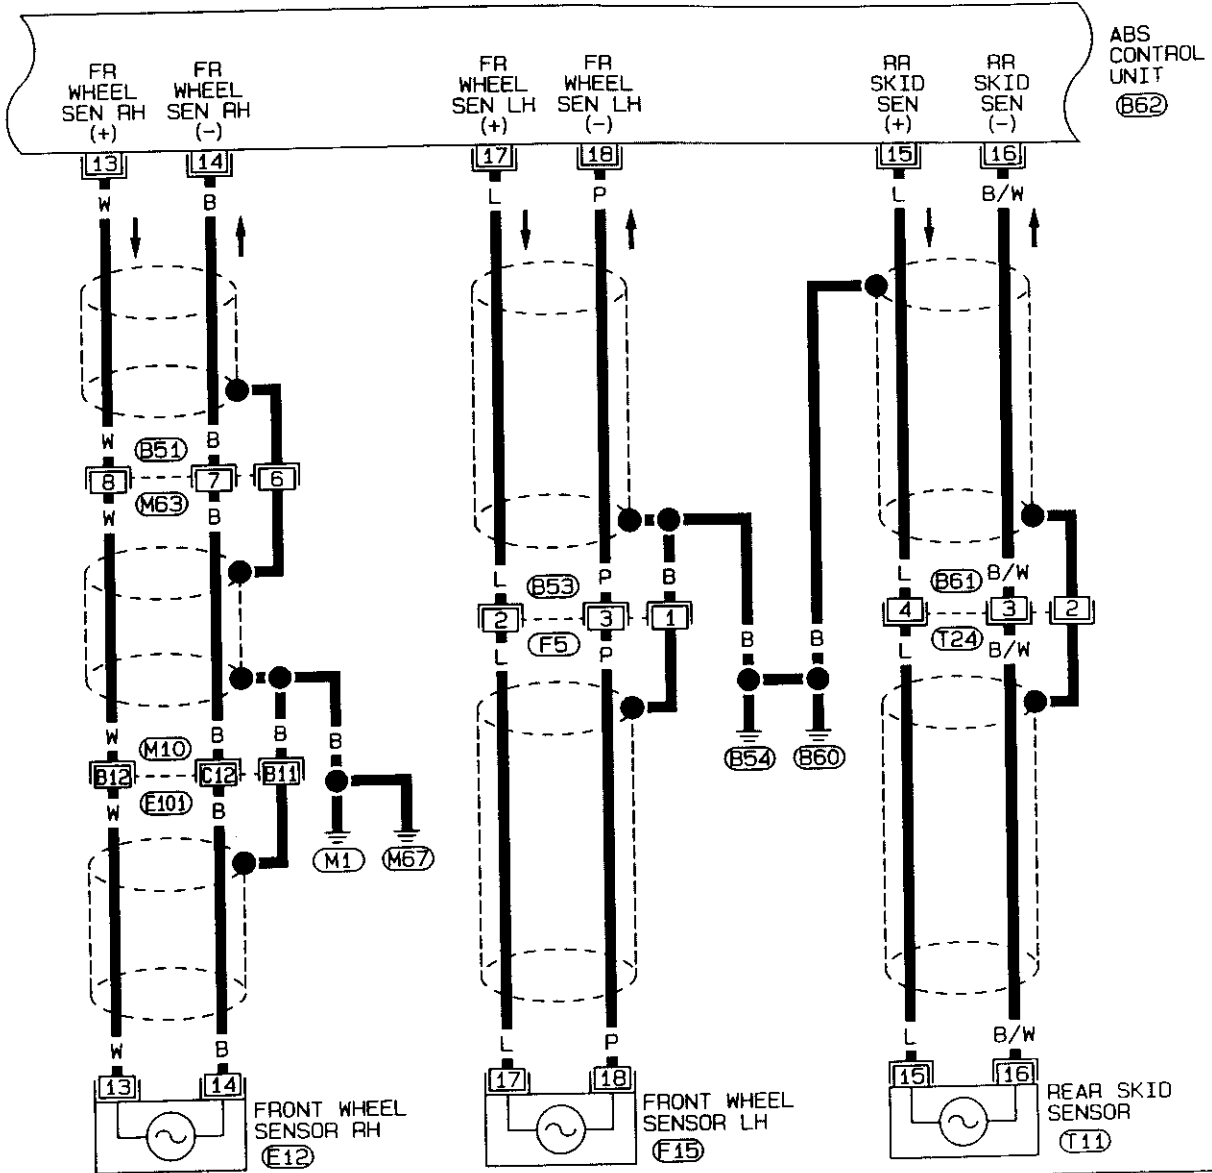 ABS
CONTROL
UNIT
B62
FR
WHEEL
SEN RH
(+)
FR
WHEEL
SEN RH
(-)
FR
WHEEL
SEN LH
(+)
FR
WHEEL
SEN LH
(-)
RR
SKID
SEN
(+)
RR
SKID
SEN
(-)
13 14 17 18 15 16
W B L P L B/W
W B
B51
8 7 6
M63
W B
L P B
B53
2 3 1
F5
L P
L B/W
B61
4 3 2
T24
L B/W
B B
B54 B60
W B B B
M10
B12 C12 B11
E101
W B
M1 M67
W B L P L B/W
13 14
FRONT WHEEL
SENSOR RH
E12
17 18
FRONT WHEEL
SENSOR LH
F15
15 16
REAR SKID
SENSOR
T11